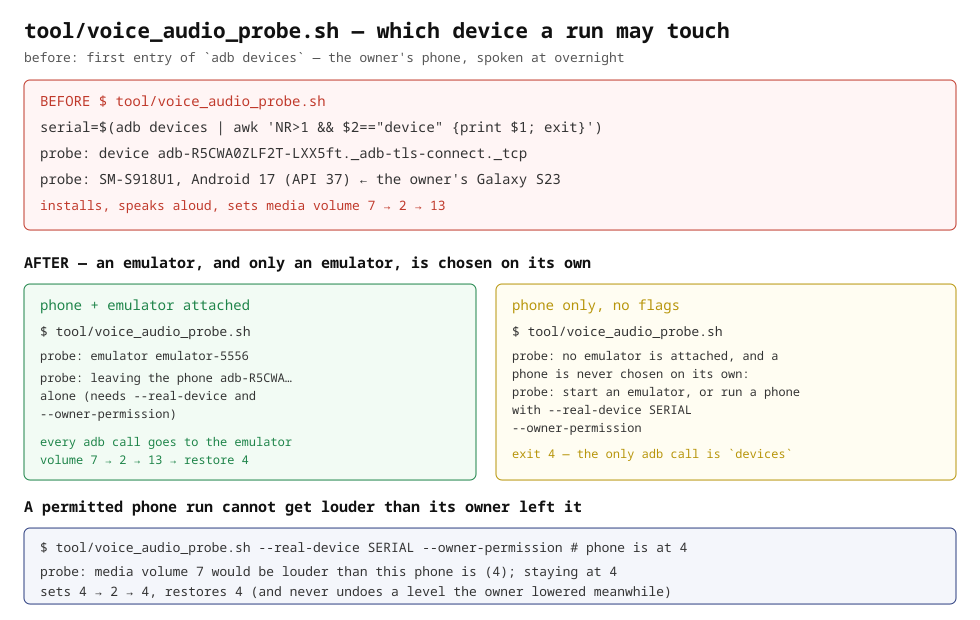 tool/voice_audio_probe.sh — which device a run may touch
before: first entry of `adb devices` — the owner's phone, spoken at overnight
BEFORE $ tool/voice_audio_probe.sh
serial=$(adb devices | awk 'NR>1 && $2=="device" {print $1; exit}')
probe: device adb-R5CWA0ZLF2T-LXX5ft._adb-tls-connect._tcp
probe: SM-S918U1, Android 17 (API 37) ← the owner's Galaxy S23
installs, speaks aloud, sets media volume 7 → 2 → 13
AFTER — an emulator, and only an emulator, is chosen on its own
phone + emulator attached
$ tool/voice_audio_probe.sh
probe: emulator emulator-5556
probe: leaving the phone adb-R5CWA…
alone (needs --real-device and
--owner-permission)
every adb call goes to the emulator
volume 7 → 2 → 13 → restore 4
phone only, no flags
$ tool/voice_audio_probe.sh
probe: no emulator is attached, and a
phone is never chosen on its own:
probe: start an emulator, or run a phone
with --real-device SERIAL
--owner-permission
exit 4 — the only adb call is `devices`
A permitted phone run cannot get louder than its owner left it
$ tool/voice_audio_probe.sh --real-device SERIAL --owner-permission # phone is at 4
probe: media volume 7 would be louder than this phone is (4); staying at 4
sets 4 → 2 → 4, restores 4 (and never undoes a level the owner lowered meanwhile)